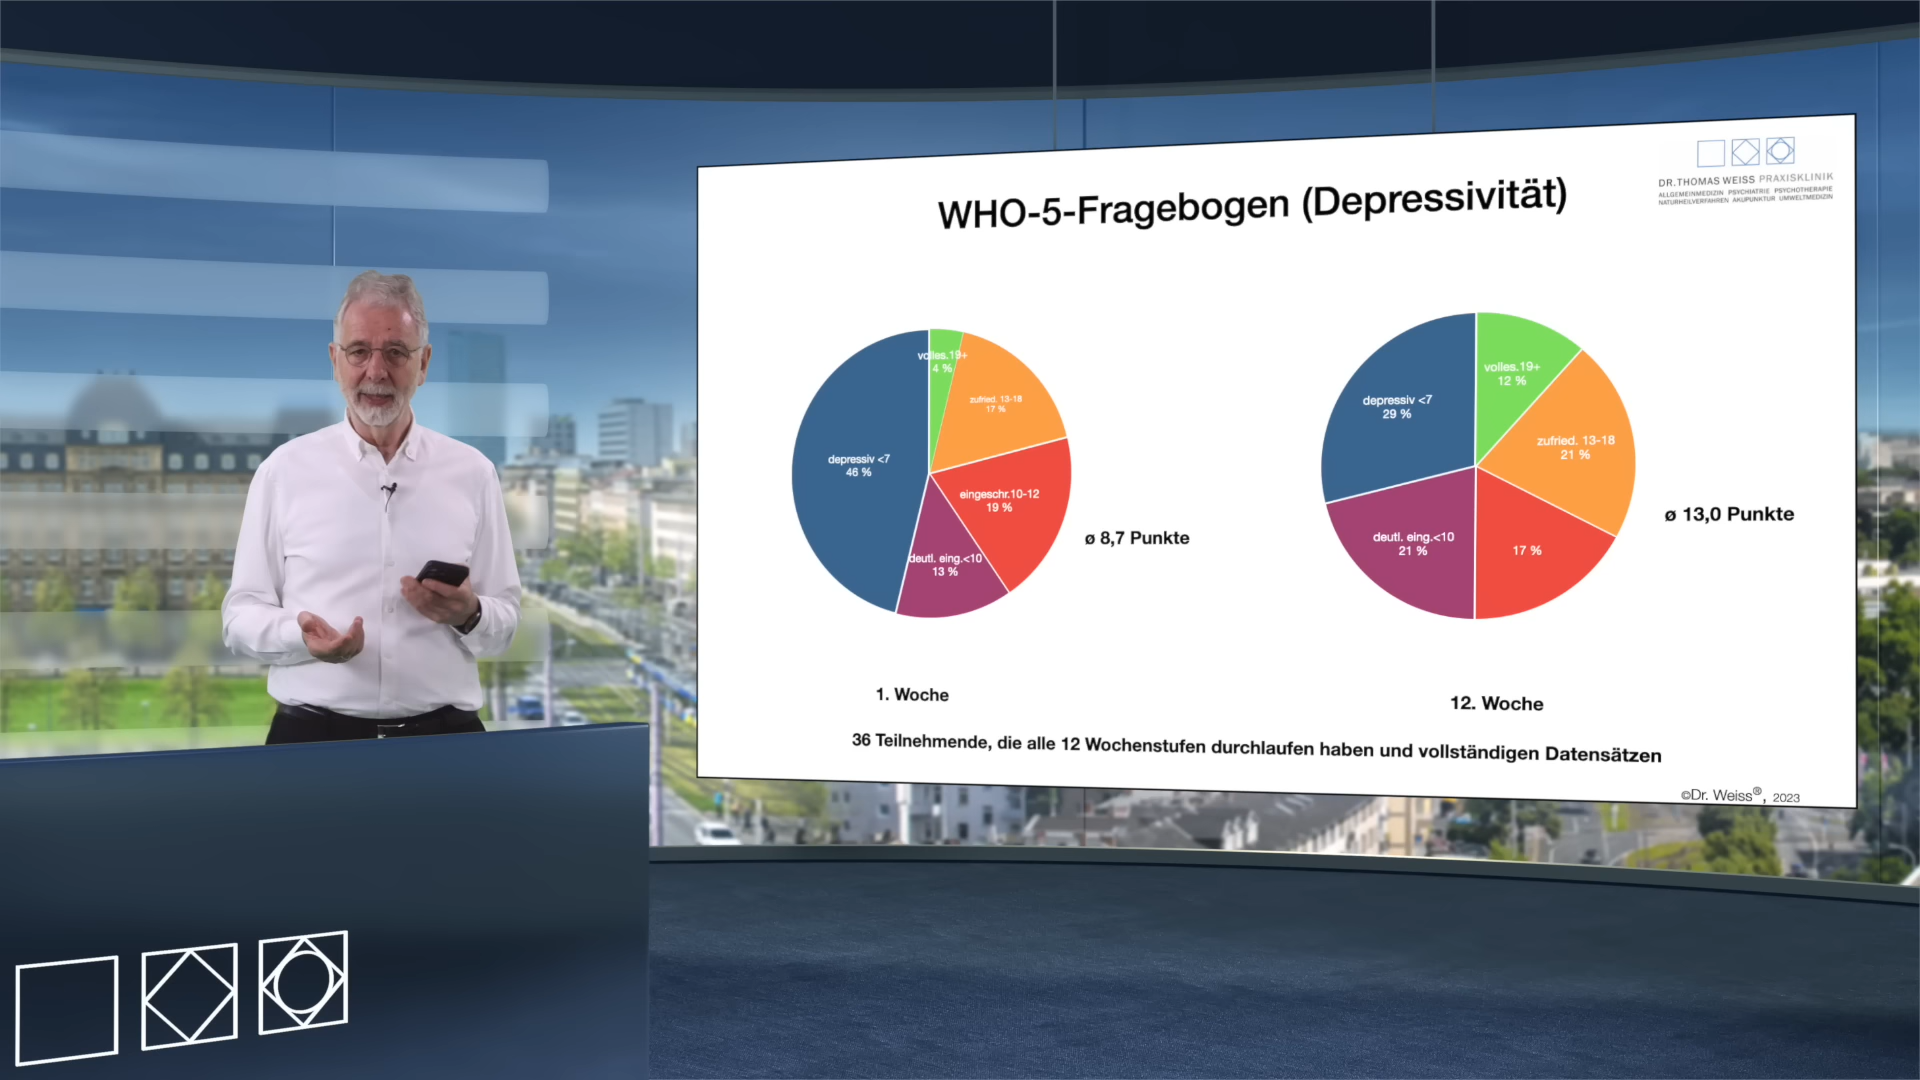 DR.THOMAS WEISS PRAXISKLINIK
ALLGEMEINMEDIZIN PSYCHIATRIE PSYCHOTHERAPIE
NATURHEILVERFAHREN AKUPUNKTUR UMWELTMEDIZIN
WHO-5-Fragebogen (Depressivität)
volles.19+
4 %
zufried. 13-18
17 %
depressiv <7
46 %
eingeschr.10-12
19 %
deutl. eing.<10
13 %
ø 8,7 Punkte
1. Woche
volles.19+
12 %
depressiv <7
29 %
zufried. 13-18
21 %
deutl. eing.<10
21 %
17 %
ø 13,0 Punkte
12. Woche
36 Teilnehmende, die alle 12 Wochenstufen durchlaufen haben und vollständigen Datensätzen
©Dr. Weiss®, 2023